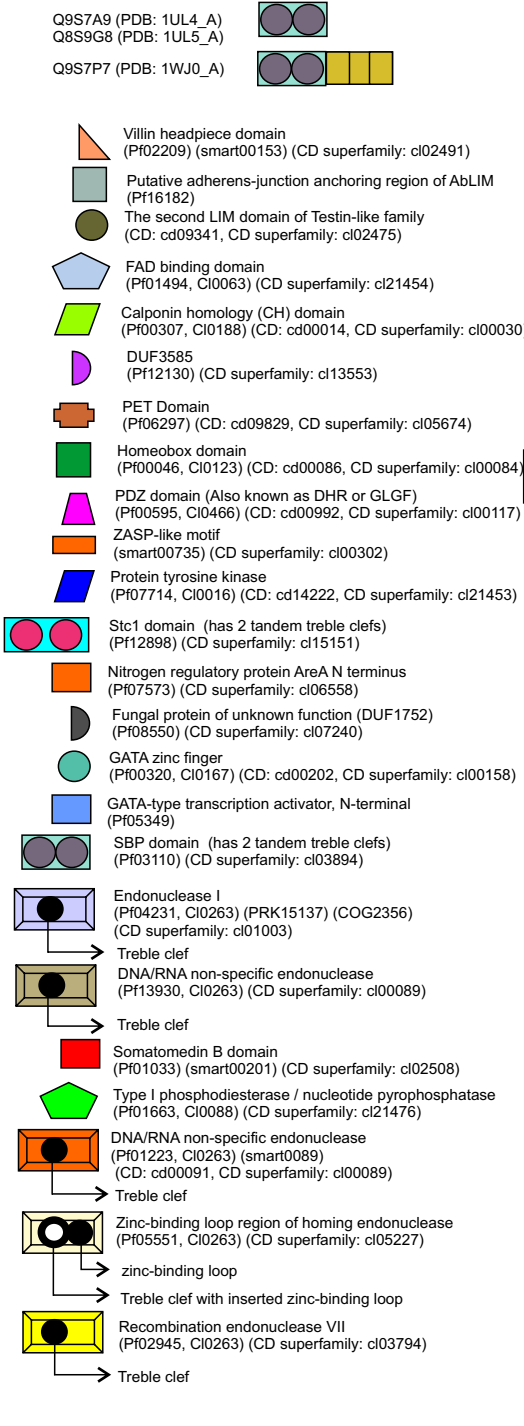 Q9S7A9 (PDB: 1UL4_A)
Q8S9G8 (PDB: 1UL5_A)
Q9S7P7 (PDB: 1WJ0_A)
Villin headpiece domain
(Pf02209) (smart00153) (CD superfamily: cl02491)
Putative adherens-junction anchoring region of AbLIM
(Pf16182)
The second LIM domain of Testin-like family
(CD: cd09341, CD superfamily: cl02475)
FAD binding domain
(Pf01494, Cl0063) (CD superfamily: cl21454)
Calponin homology (CH) domain
(Pf00307, Cl0188) (CD: cd00014, CD superfamily: cl00030)
DUF3585
(Pf12130) (CD superfamily: cl13553)
PET Domain
(Pf06297) (CD: cd09829, CD superfamily: cl05674)
Homeobox domain
(Pf00046, Cl0123) (CD: cd00086, CD superfamily: cl00084)
PDZ domain (Also known as DHR or GLGF)
(Pf00595, Cl0466) (CD: cd00992, CD superfamily: cl00117)
ZASP-like motif
(smart00735) (CD superfamily: cl00302)
Protein tyrosine kinase
(Pf07714, Cl0016) (CD: cd14222, CD superfamily: cl21453)
Stc1 domain (has 2 tandem treble clefs)
(Pf12898) (CD superfamily: cl15151)
Nitrogen regulatory protein AreA N terminus
(Pf07573) (CD superfamily: cl06558)
Fungal protein of unknown function (DUF1752)
(Pf08550) (CD superfamily: cl07240)
GATA zinc finger
(Pf00320, Cl0167) (CD: cd00202, CD superfamily: cl00158)
GATA-type transcription activator, N-terminal
(Pf05349)
SBP domain (has 2 tandem treble clefs)
(Pf03110) (CD superfamily: cl03894)
Endonuclease I
(Pf04231, Cl0263) (PRK15137) (COG2356)
(CD superfamily: cl01003)
Treble clef
DNA/RNA non-specific endonuclease
(Pf13930, Cl0263) (CD superfamily: cl00089)
Treble clef
Somatomedin B domain
(Pf01033) (smart00201) (CD superfamily: cl02508)
Type I phosphodiesterase / nucleotide pyrophosphatase
(Pf01663, Cl0088) (CD superfamily: cl21476)
DNA/RNA non-specific endonuclease
(Pf01223, Cl0263) (smart0089)
(CD: cd00091, CD superfamily: cl00089)
Treble clef
Zinc-binding loop region of homing endonuclease
(Pf05551, Cl0263) (CD superfamily: cl05227)
zinc-binding loop
Treble clef with inserted zinc-binding loop
Recombination endonuclease VII
(Pf02945, Cl0263) (CD superfamily: cl03794)
Treble clef